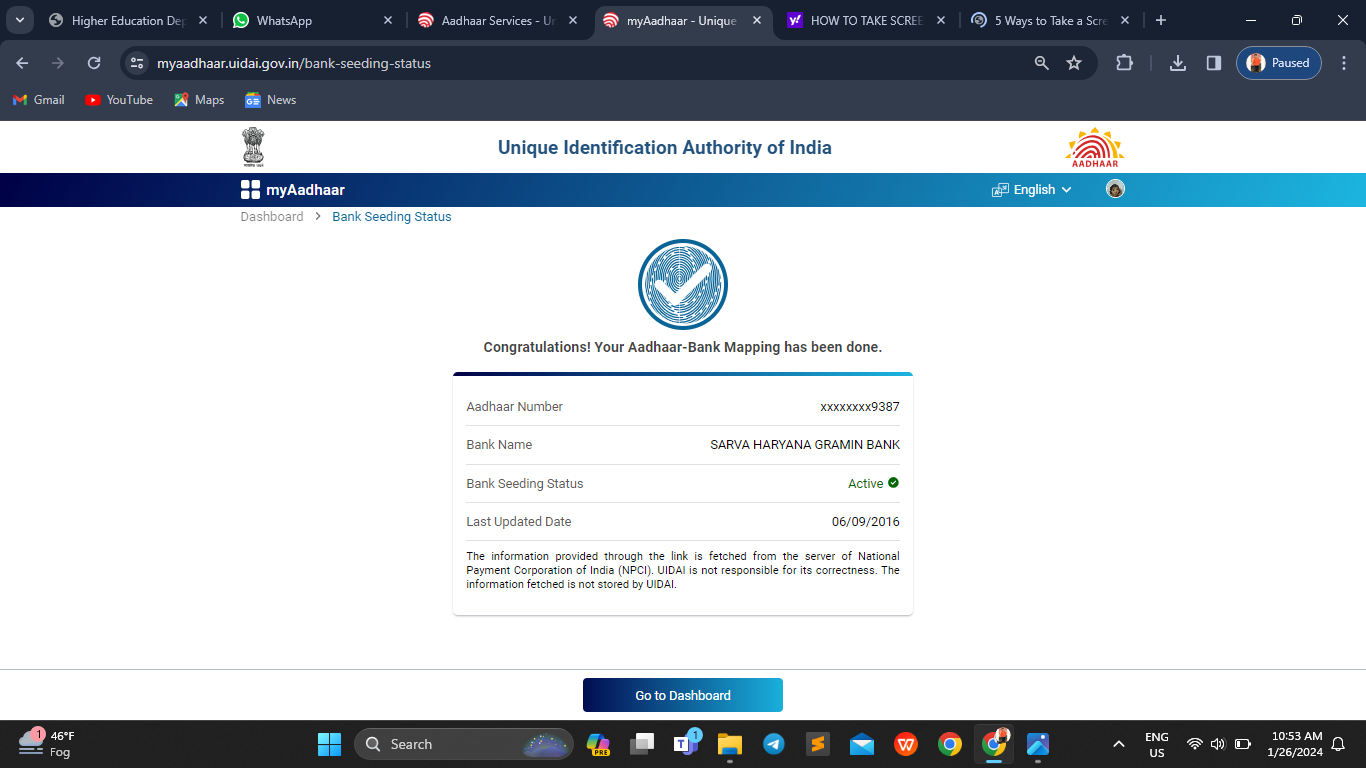 Higher Education Dep
WhatsApp
Aadhaar Services - Un
myAadhaar - Unique
y!
HOW TO TAKE SCREE
5 Ways to Take a Scre
myaadhaar.uidai.gov.in/bank-seeding-status
Paused
Gmail
YouTube
Maps
News
Unique Identification Authority of India
AADHAAR
myAadhaar
English
Dashboard > Bank Seeding Status
Congratulations! Your Aadhaar-Bank Mapping has been done.
Aadhaar Number xxxxxxxx9387
Bank Name SARVA HARYANA GRAMIN BANK
Bank Seeding Status Active
Last Updated Date 06/09/2016
The information provided through the link is fetched from the server of National
Payment Corporation of India (NPCI). UIDAI is not responsible for its correctness. The
information fetched is not stored by UIDAI.
Go to Dashboard
1
46°F
Fog
Search
PRE
1
ENG
US
10:53 AM
1/26/2024